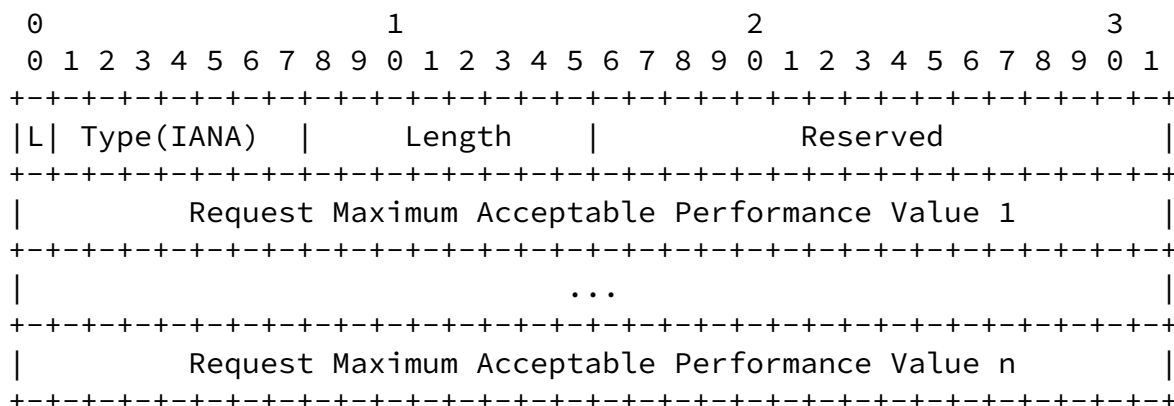 0                   1                   2                   3
 0 1 2 3 4 5 6 7 8 9 0 1 2 3 4 5 6 7 8 9 0 1 2 3 4 5 6 7 8 9 0 1
+-+-+-+-+-+-+-+-+-+-+-+-+-+-+-+-+-+-+-+-+-+-+-+-+-+-+-+-+-+-+-+-+
|L| Type(IANA)  |     Length    |           Reserved            |
+-+-+-+-+-+-+-+-+-+-+-+-+-+-+-+-+-+-+-+-+-+-+-+-+-+-+-+-+-+-+-+-+
|         Request Maximum Acceptable Performance Value 1        |
+-+-+-+-+-+-+-+-+-+-+-+-+-+-+-+-+-+-+-+-+-+-+-+-+-+-+-+-+-+-+-+-+
|                              ...                              |
+-+-+-+-+-+-+-+-+-+-+-+-+-+-+-+-+-+-+-+-+-+-+-+-+-+-+-+-+-+-+-+-+
|         Request Maximum Acceptable Performance Value n        |
+-+-+-+-+-+-+-+-+-+-+-+-+-+-+-+-+-+-+-+-+-+-+-+-+-+-+-+-+-+-+-+-+